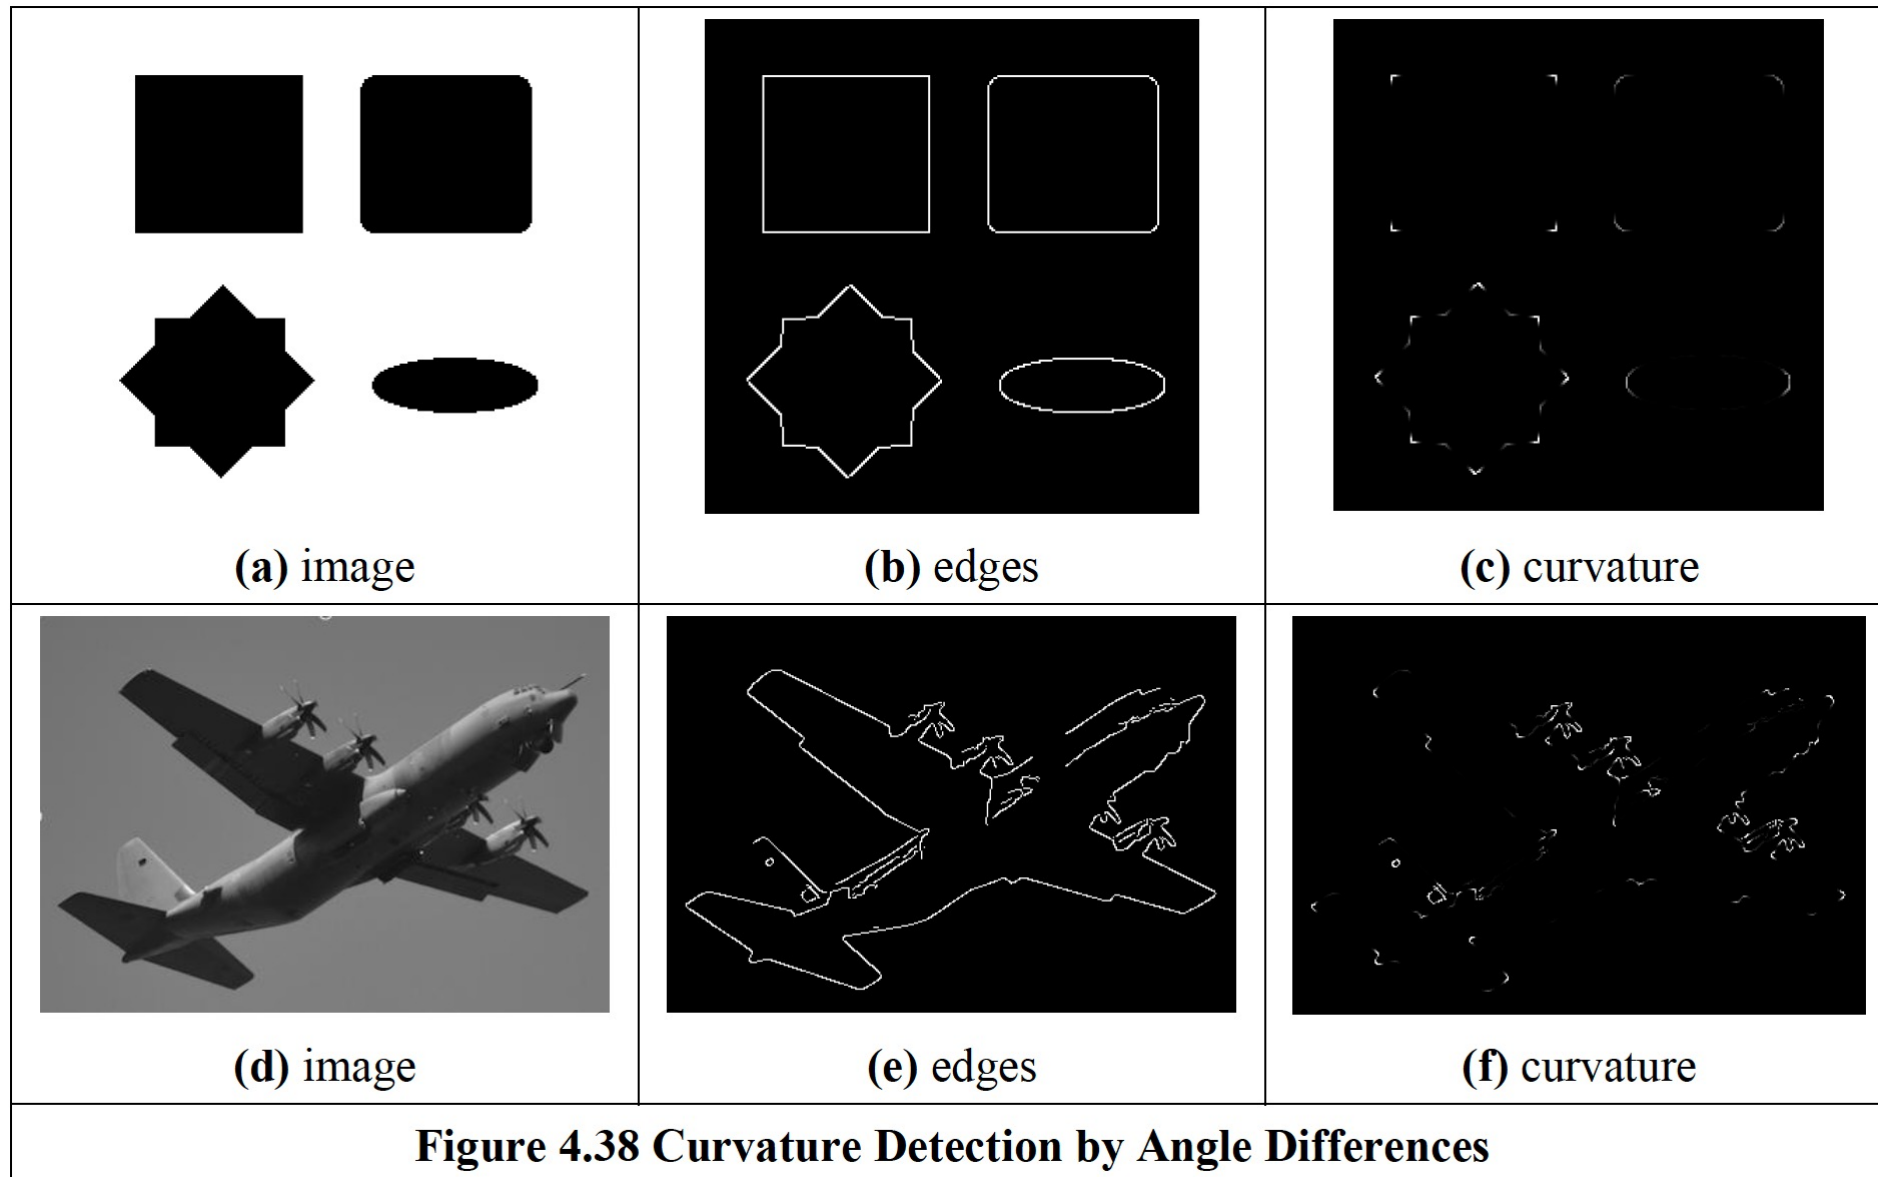 (a) image
(b) edges
(c) curvature
(d) image
(e) edges
(f) curvature
Figure 4.38 Curvature Detection by Angle Differences